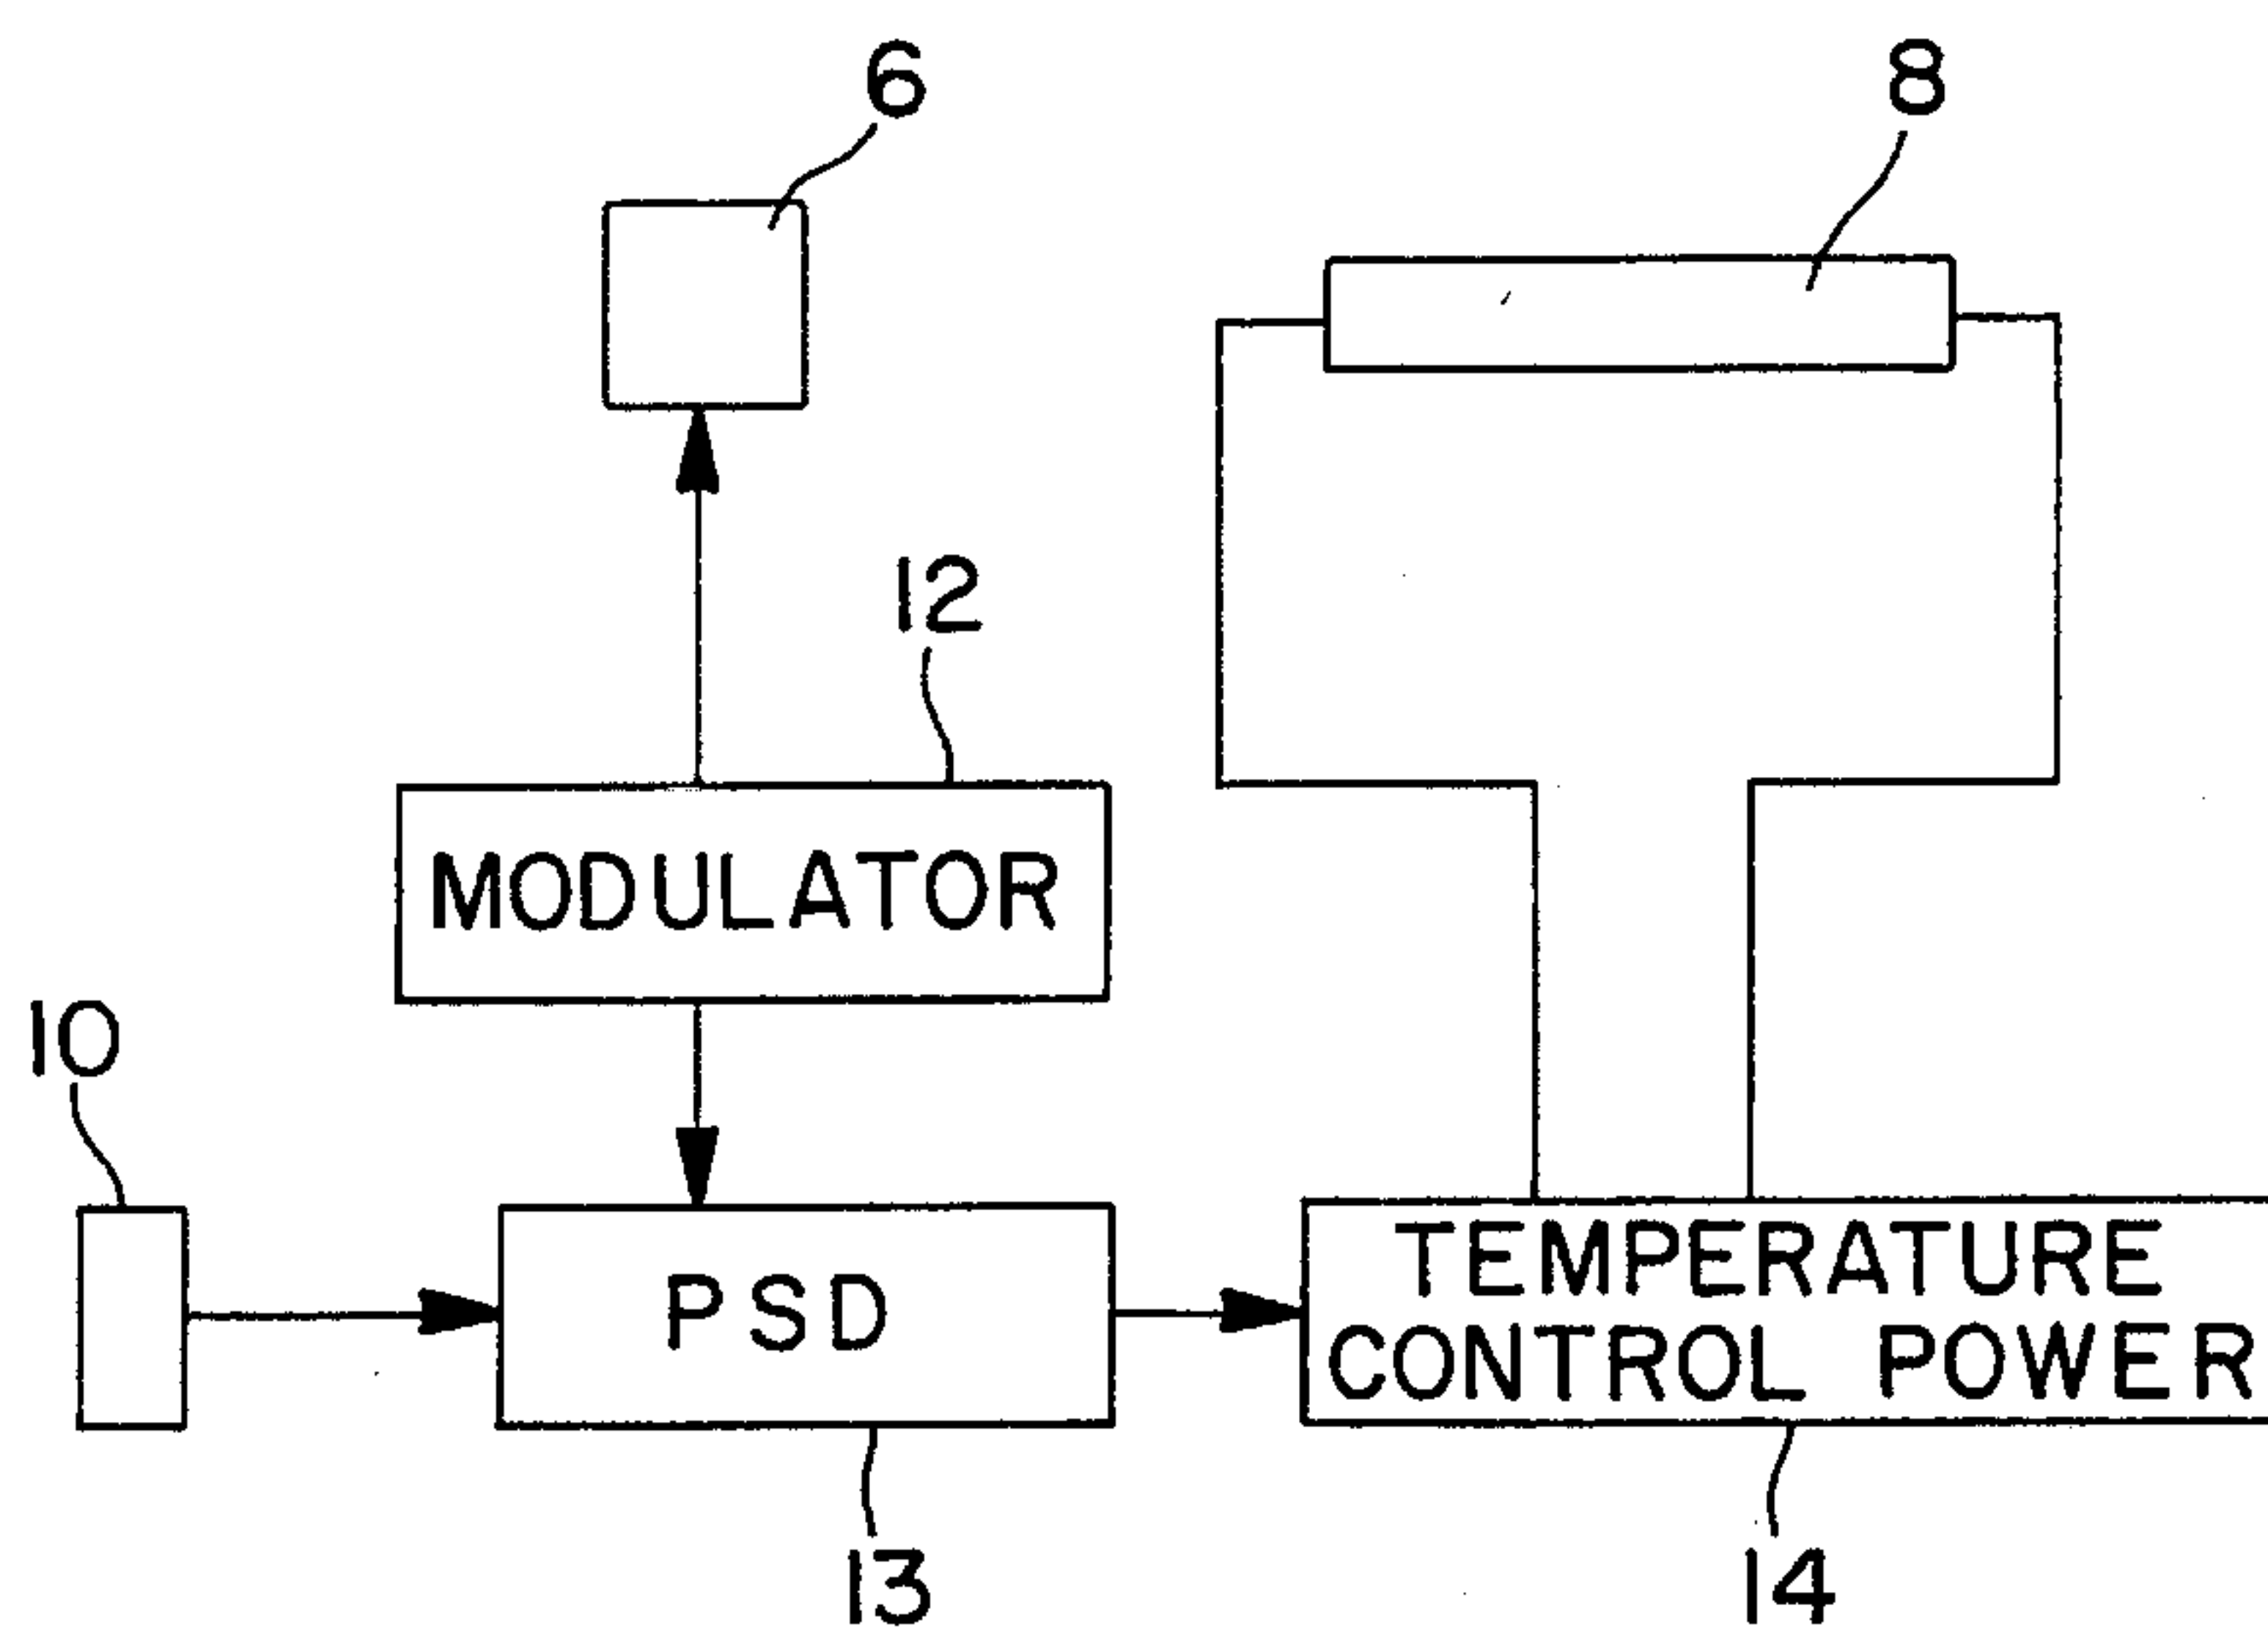 6
8
12
MODULATOR
10
PSD
TEMPERATURE
CONTROL POWER
13
14